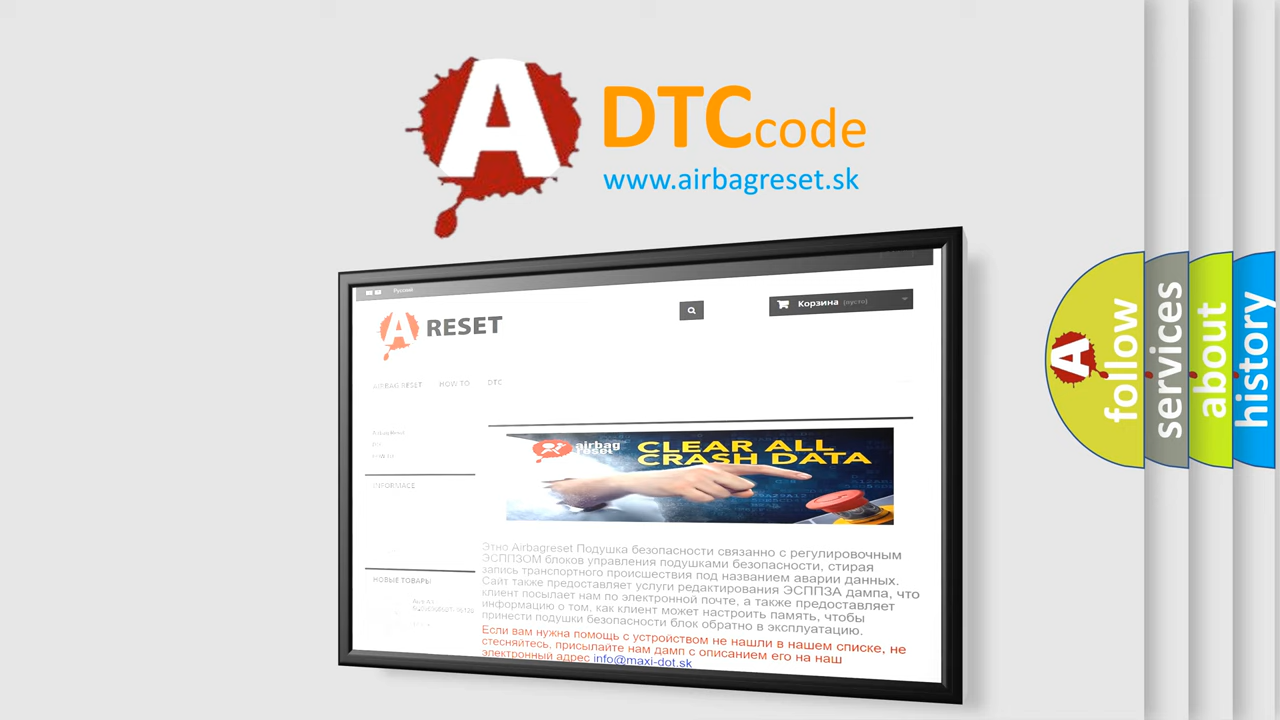 A
DTCcode
www.airbagreset.sk
Русский
A RESET
Корзина (пусто)
AIRBAG RESET HOW TO DTC
INFORMACE
airbag
reset
CLEAR ALL
CRASH DATA
Этно Airbagreset Подушка безопасности связанно с регулировочным
ЭСППЗОМ блоков управления подушками безопасности, стирая
запись транспортного происшествия под названием аварии данных.
Сайт также предоставляет услуги редактирования ЭСППЗА дампа, что
клиент посылает нам по электронной почте, а также предоставляет
информацию о том, как клиент может настроить память, чтобы
принести подушки безопасности блок обратно в эксплуатацию.
Если вам нужна помощь с устройством не нашли в нашем списке, не
стесняйтесь, присылайте нам дамп с описанием его на наш
электронный адрес info@maxi-dot.sk
НОВЫЕ ТОВАРЫ
A
follow
services
about
history